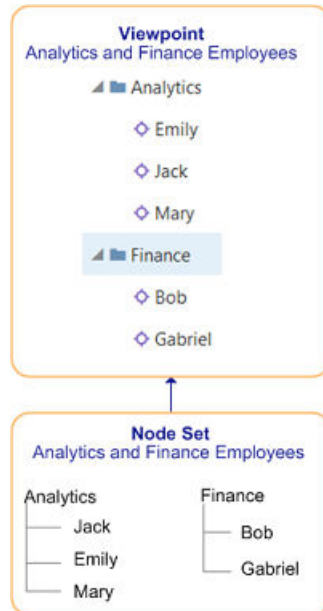 Viewpoint
Analytics and Finance Employees
Analytics
Emily
Jack
Mary
Finance
Bob
Gabriel
Node Set
Analytics and Finance Employees
Analytics
Jack
Emily
Mary
Finance
Bob
Gabriel